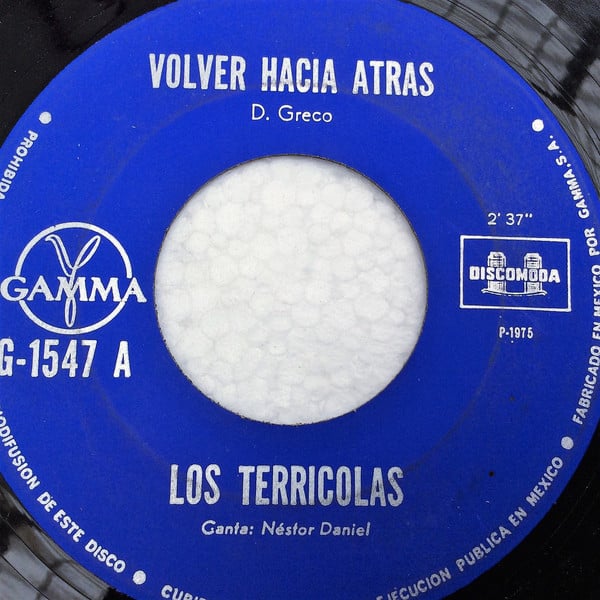 VOLVER HACIA ATRAS
D. Greco
2' 37"
GAMMA
DISCOMODA
G-1547 A
P-1975
LOS TERRICOLAS
Canta: Néstor Daniel
FABRICADO EN MEXICO POR GAMMA, S.A.
PROHIBIDA
EJECUCION PUBLICA EN MEXICO
DE ESTE DISCO